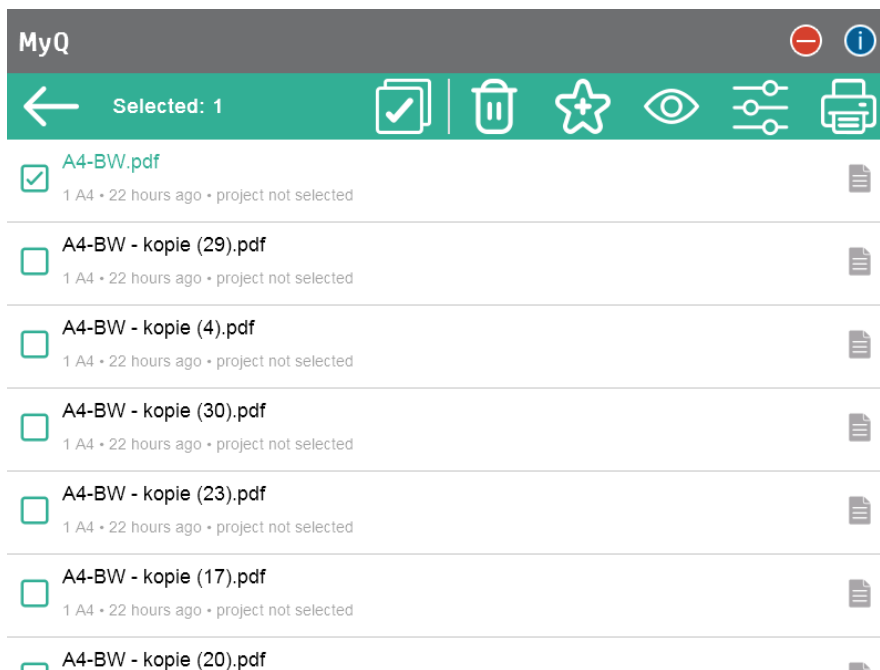 MyQ
Selected: 1
A4-BW.pdf
1 A4 • 22 hours ago • project not selected
A4-BW - kopie (29).pdf
1 A4 • 22 hours ago • project not selected
A4-BW - kopie (4).pdf
1 A4 • 22 hours ago • project not selected
A4-BW - kopie (30).pdf
1 A4 • 22 hours ago • project not selected
A4-BW - kopie (23).pdf
1 A4 • 22 hours ago • project not selected
A4-BW - kopie (17).pdf
1 A4 • 22 hours ago • project not selected
A4-BW - kopie (20).pdf